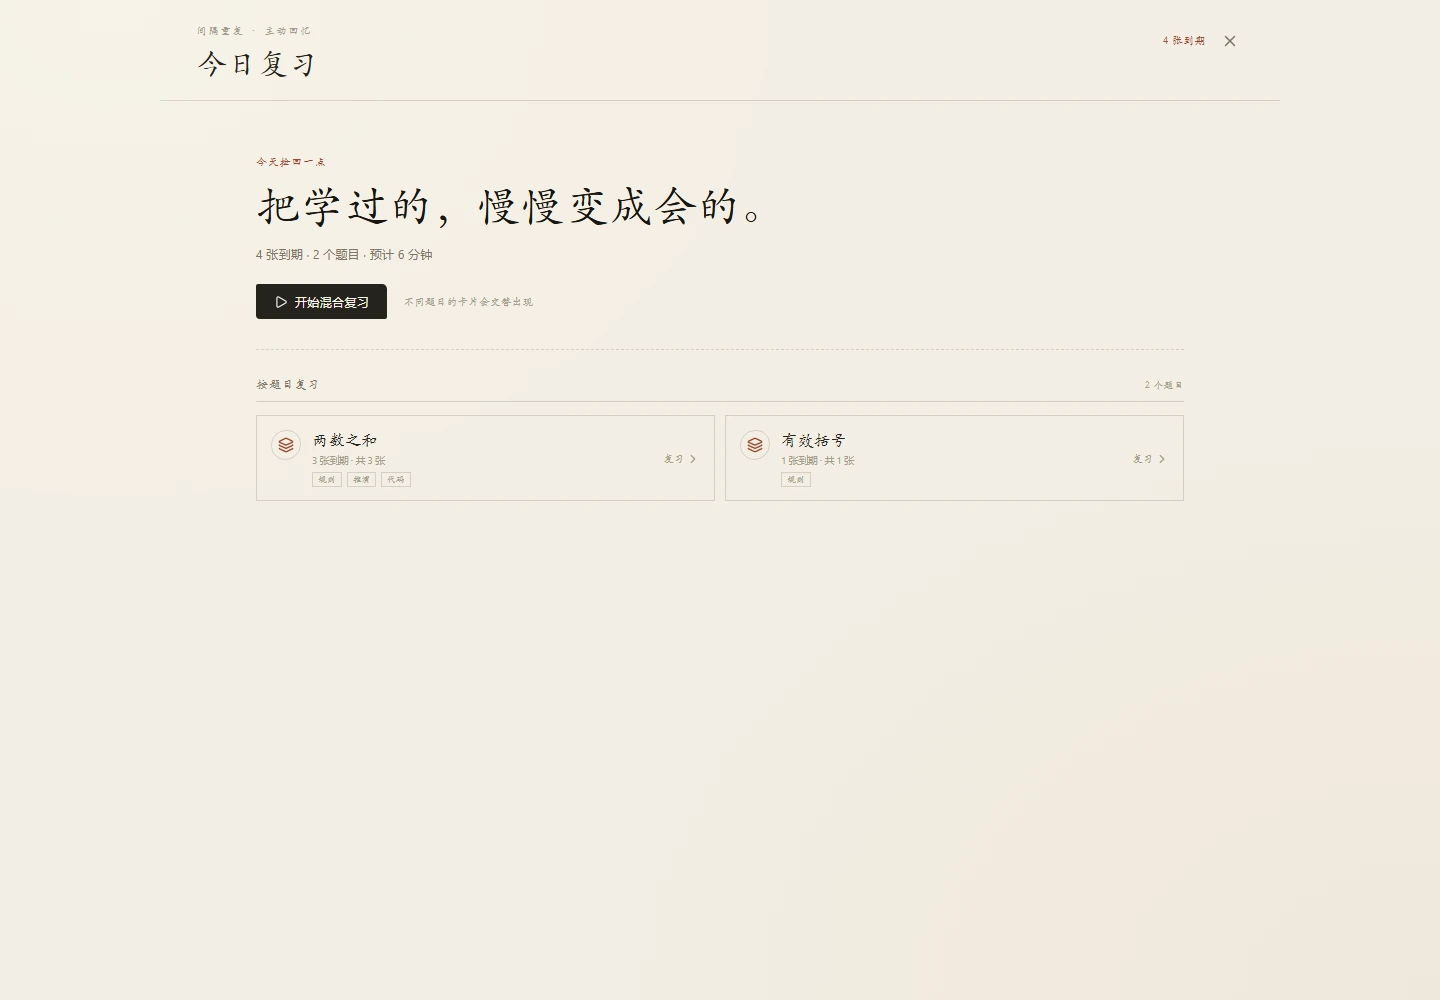 间隔重复 · 主动回忆
今日复习
4 张到期
今天捡回一点
把学过的，慢慢变成会的。
4 张到期 · 2 个题目 · 预计 6 分钟
开始混合复习
不同题目的卡片会交替出现
按题目复习
2 个题目
两数之和
3 张到期 · 共 3 张
规则 推演 代码
复习
有效括号
1 张到期 · 共 1 张
规则
复习